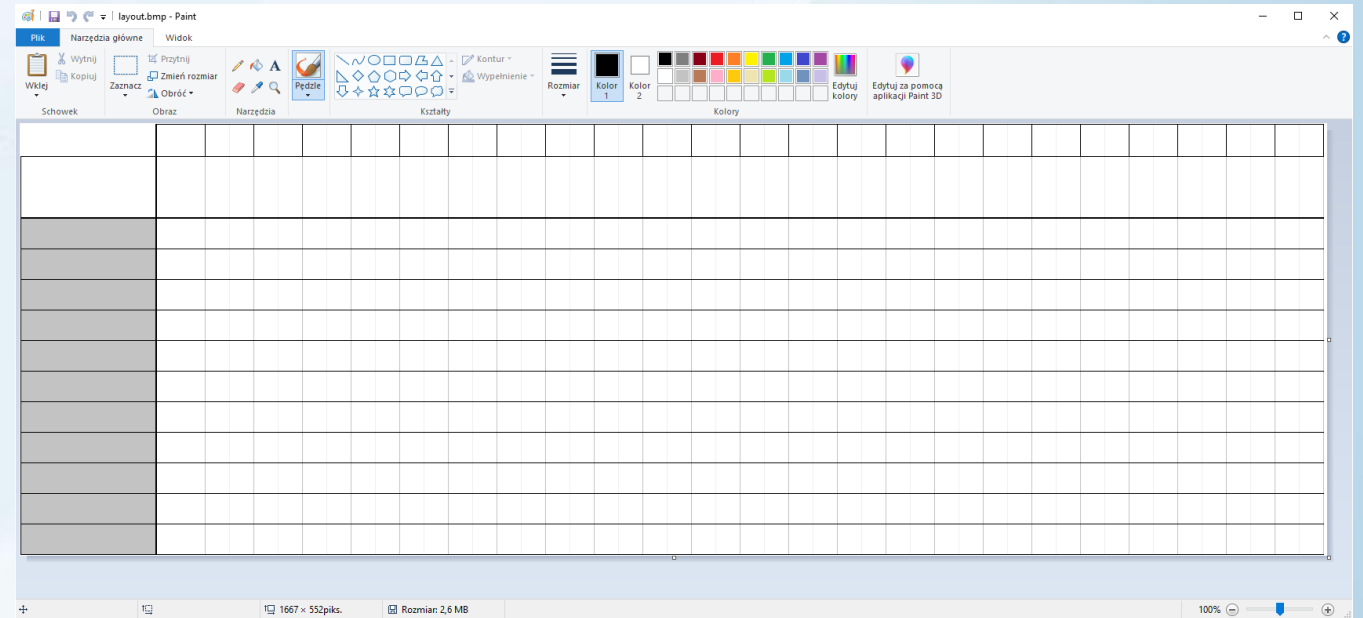 layout.bmp - Paint
Plik Narzędzia główne Widok
Wklej
Wytnij
Kopiuj
Schowek
Zaznacz
Przytnij
Zmień rozmiar
Obróć
Obraz
A
Narzędzia
Pędzle
Kontur
Wypełnienie
Kształty
Rozmiar
Kolor
1
Kolor
2
Edytuj
kolory
Kolory
Edytuj za pomocą
aplikacji Paint 3D
?
1667 × 552piks.
Rozmiar: 2,6 MB
100%